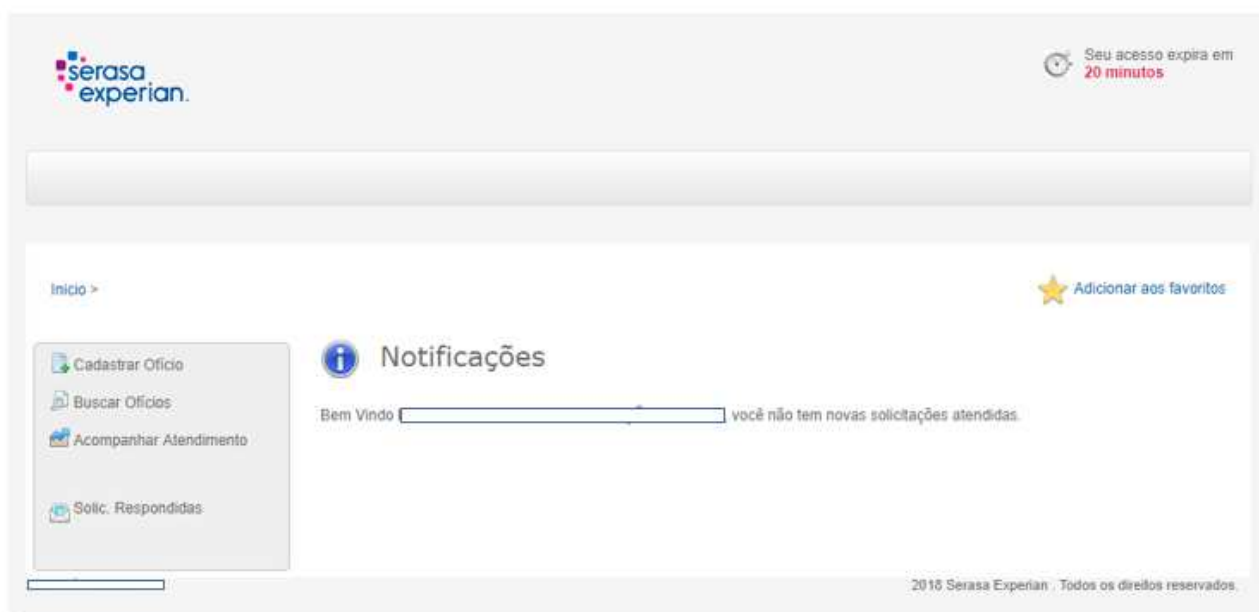 serasa
experian.
Seu acesso expira em
20 minutos
Inicio >
Adicionar aos favoritos
Cadastrar Ofício
Buscar Ofícios
Acompanhar Atendimento
Solic. Respondidas
Notificações
Bem Vindo , você não tem novas solicitações atendidas.
2018 Serasa Experian . Todos os direitos reservados.